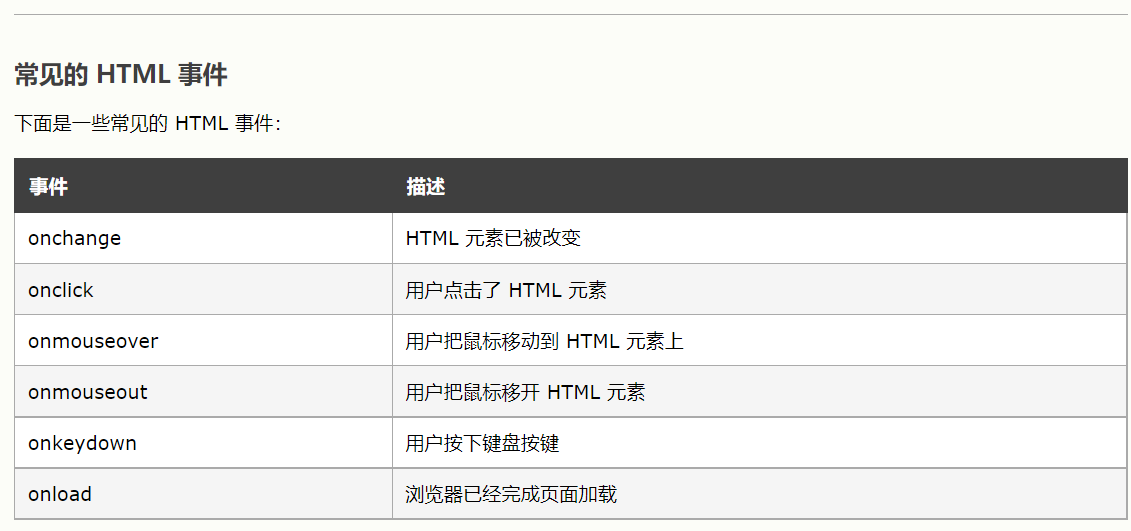 常见的 HTML 事件
下面是一些常见的 HTML 事件：
事件 描述
onchange HTML 元素已被改变
onclick 用户点击了 HTML 元素
onmouseover 用户把鼠标移动到 HTML 元素上
onmouseout 用户把鼠标移开 HTML 元素
onkeydown 用户按下键盘按键
onload 浏览器已经完成页面加载